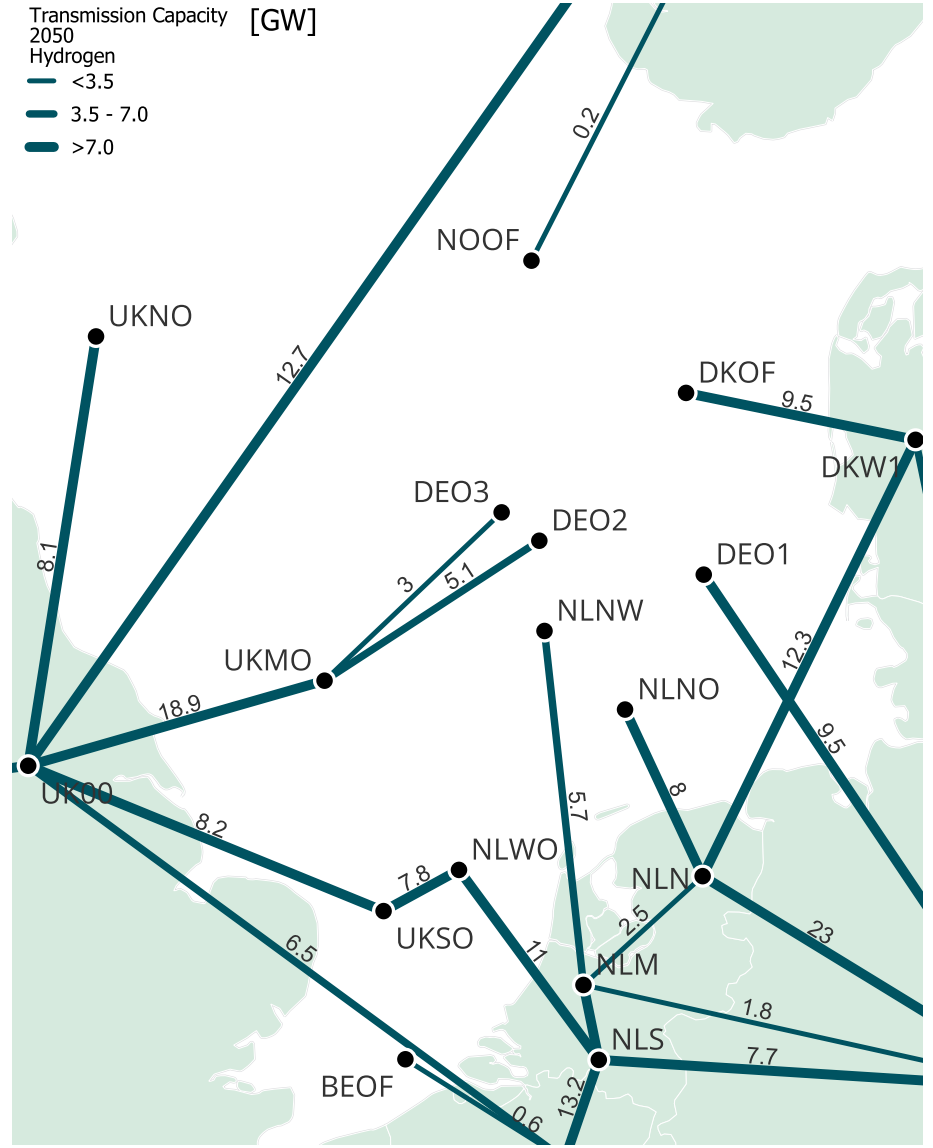 Transmission Capacity [GW]
2050
Hydrogen
<3.5
3.5 - 7.0
>7.0
0.2
NOOF
UKNO
12.7
DKOF
9.5
DKW1
DEO3
DEO2
8.1
DEO1
3
5.1
NLNW
12.3
UKMO
NLNO
18.9
9.5
UK00
8
5.7
8.2
NLWO
7.8
NLN
2.5
23
UKSO
6.5
11
NLM
1.8
NLS
7.7
BEOF
13.2
0.6